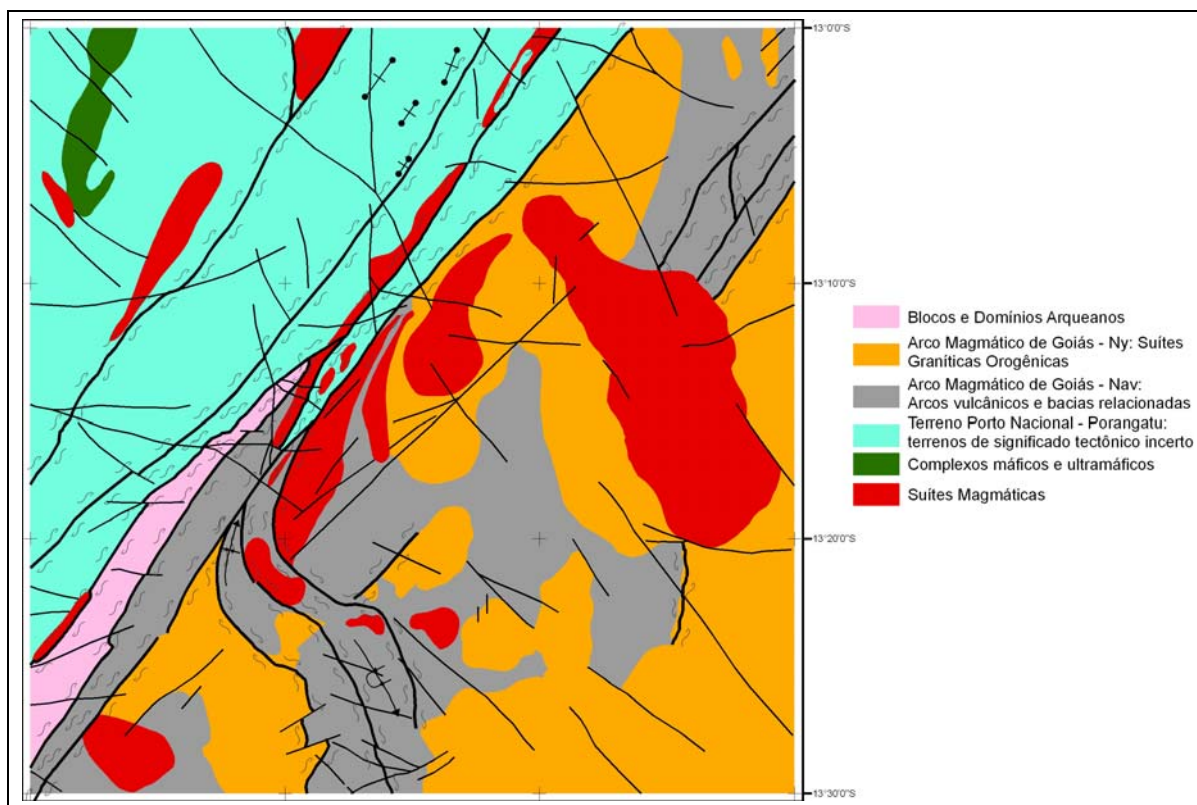 13°0'0"S
13°10'0"S
Blocos e Domínios Arqueanos
Arco Magmático de Goiás - Ny: Suítes
Graníticas Orogênicas
Arco Magmático de Goiás - Nav:
Arcos vulcânicos e bacias relacionadas
Terreno Porto Nacional - Porangatu:
terrenos de significado tectônico incerto
Complexos máficos e ultramáficos
Suítes Magmáticas
13°20'0"S
13°30'0"S